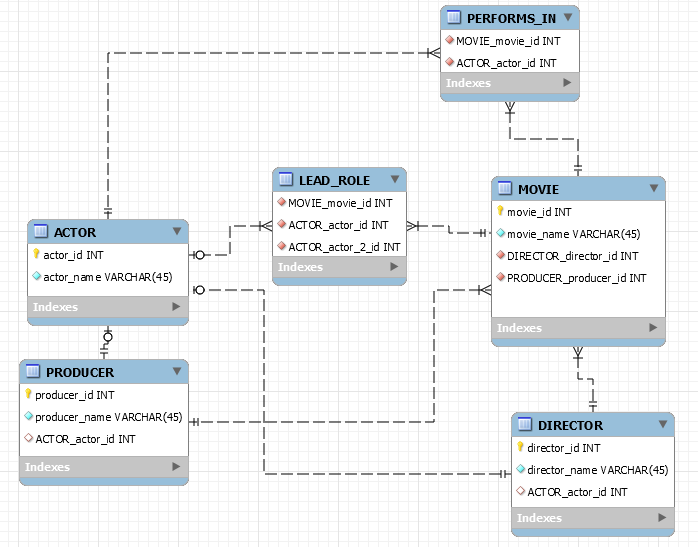 PERFORMS_IN
MOVIE_movie_id INT
ACTOR_actor_id INT
Indexes
LEAD_ROLE
MOVIE_movie_id INT
ACTOR_actor_id INT
ACTOR_actor_2_id INT
Indexes
MOVIE
movie_id INT
movie_name VARCHAR(45)
DIRECTOR_director_id INT
PRODUCER_producer_id INT
Indexes
ACTOR
actor_id INT
actor_name VARCHAR(45)
Indexes
PRODUCER
producer_id INT
producer_name VARCHAR(45)
ACTOR_actor_id INT
Indexes
DIRECTOR
director_id INT
director_name VARCHAR(45)
ACTOR_actor_id INT
Indexes